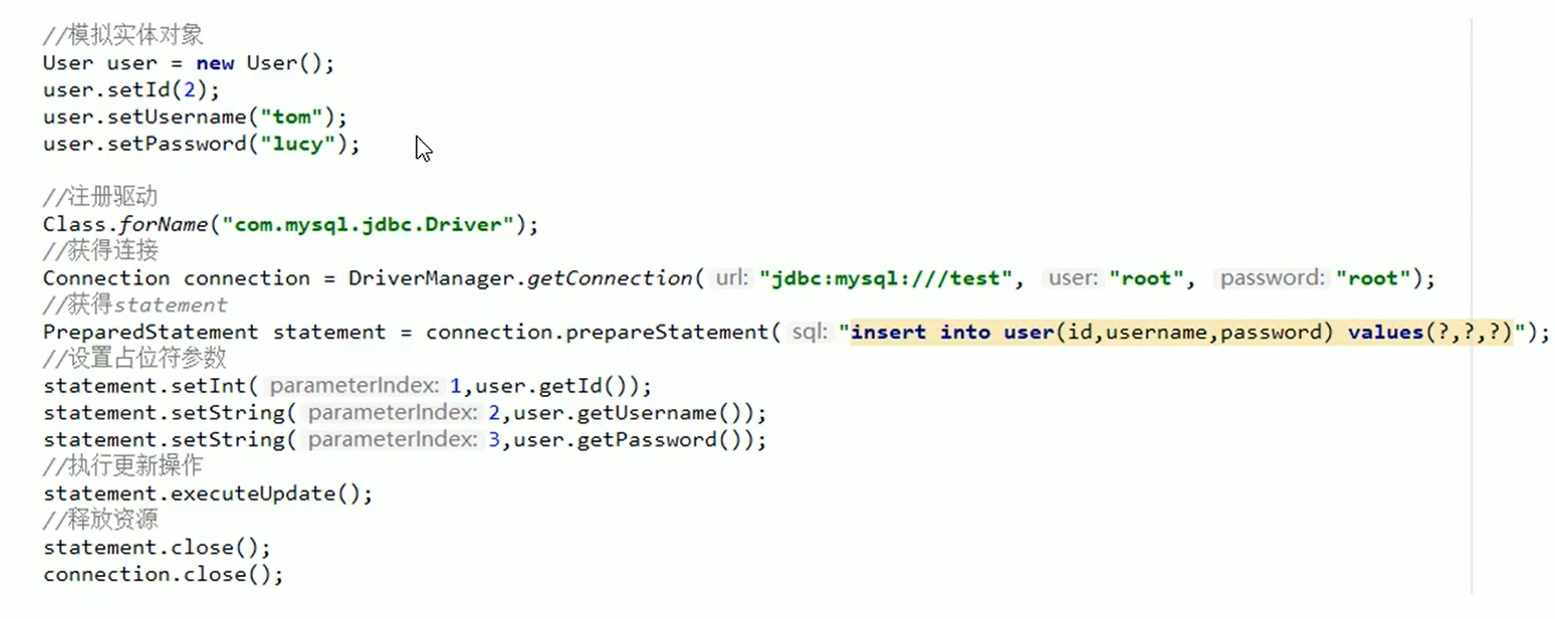 //模拟实体对象
User user = new User();
user.setId(2);
user.setUsername("tom");
user.setPassword("lucy");
//注册驱动
Class.forName("com.mysql.jdbc.Driver");
//获得连接
Connection connection = DriverManager.getConnection( url: "jdbc:mysql:///test", user: "root", password: "root");
//获得statement
PreparedStatement statement = connection.prepareStatement( sql: "insert into user(id,username,password) values(?,?,?)");
//设置占位符参数
statement.setInt( parameterIndex: 1,user.getId());
statement.setString( parameterIndex: 2,user.getUsername());
statement.setString( parameterIndex: 3,user.getPassword());
//执行更新操作
statement.executeUpdate();
//释放资源
statement.close();
connection.close();